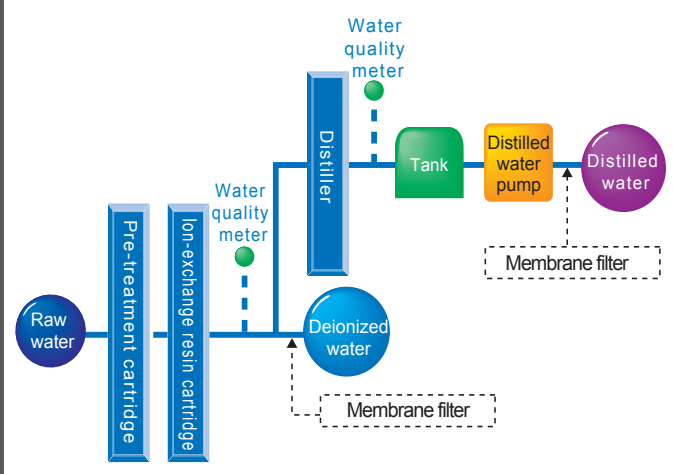 Water
quality
meter
Distiller
Tank
Distilled
water
pump
Distilled
water
Membrane filter
Water
quality
meter
Pre-treatment cartridge
Ion-exchange resin cartridge
Raw
water
Deionized
water
Membrane filter